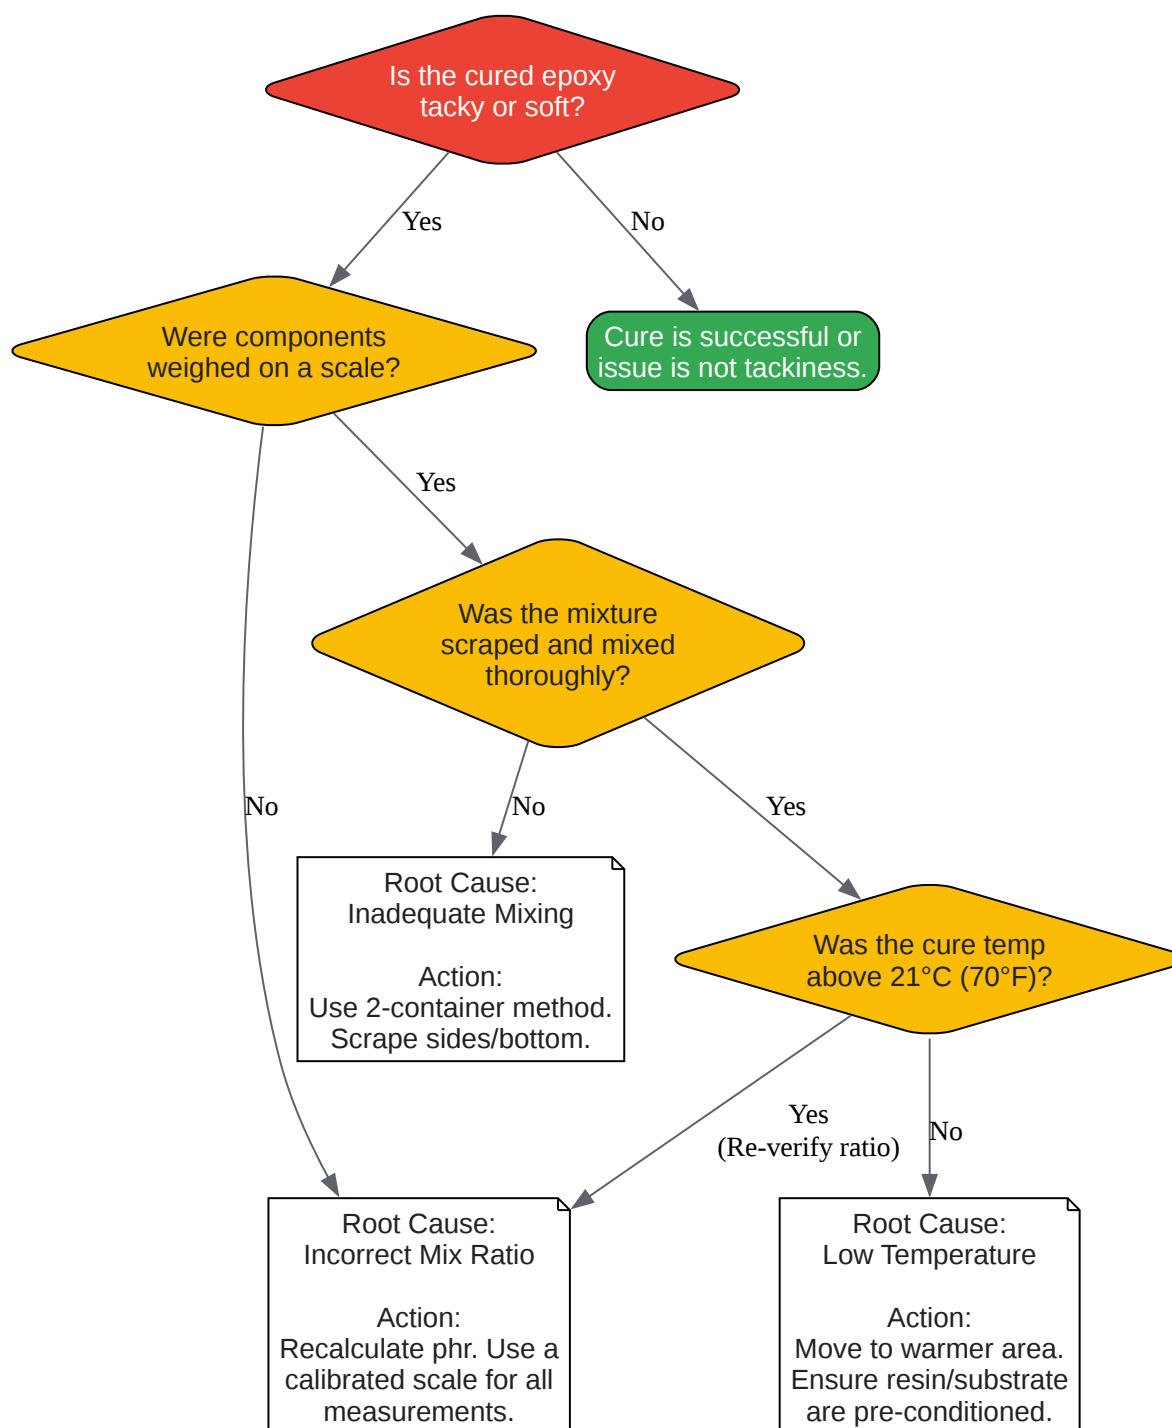 Is the cured epoxy
tacky or soft?
Yes
No
Were components
weighed on a scale?
Cure is successful or
issue is not tackiness.
Yes
Was the mixture
scraped and mixed
thoroughly?
No
No
Yes
Root Cause:
Inadequate Mixing
Action:
Use 2-container method.
Scrape sides/bottom.
Was the cure temp
above 21°C (70°F)?
Yes
(Re-verify ratio)
No
Root Cause:
Incorrect Mix Ratio
Action:
Recalculate phr. Use a
calibrated scale for all
measurements.
Root Cause:
Low Temperature
Action:
Move to warmer area.
Ensure resin/substrate
are pre-conditioned.